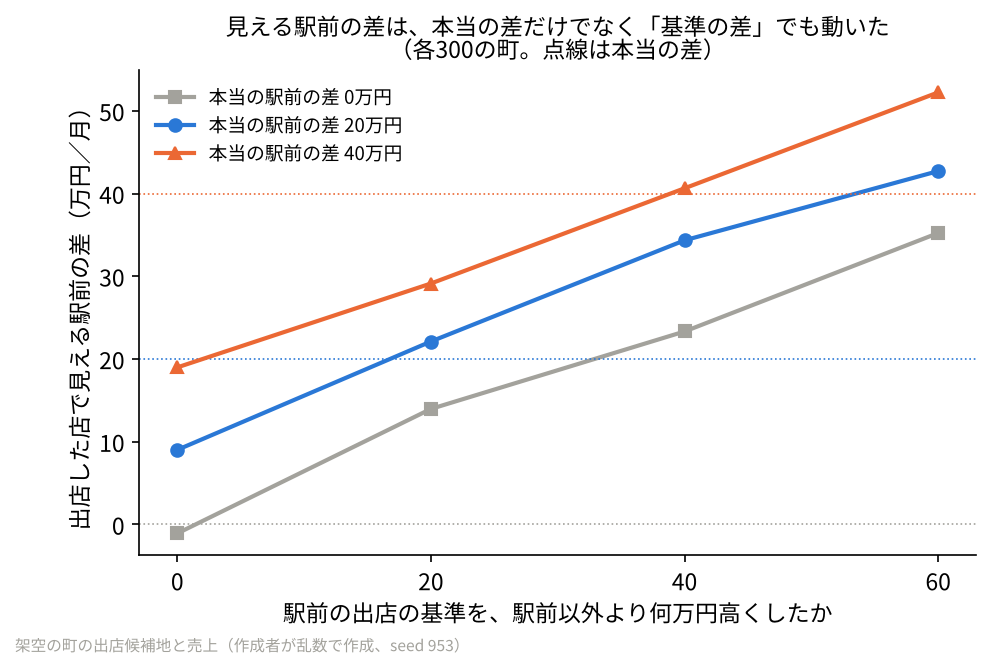 見える駅前の差は、本当の差だけでなく「基準の差」でも動いた
（各300の町。点線は本当の差）
本当の駅前の差 0万円
本当の駅前の差 20万円
本当の駅前の差 40万円
出店した店で見える駅前の差（万円／月）
50
40
30
20
10
0
0
20
40
60
駅前の出店の基準を、駅前以外より何万円高くしたか
架空の町の出店候補地と売上（作成者が乱数で作成、seed 953）